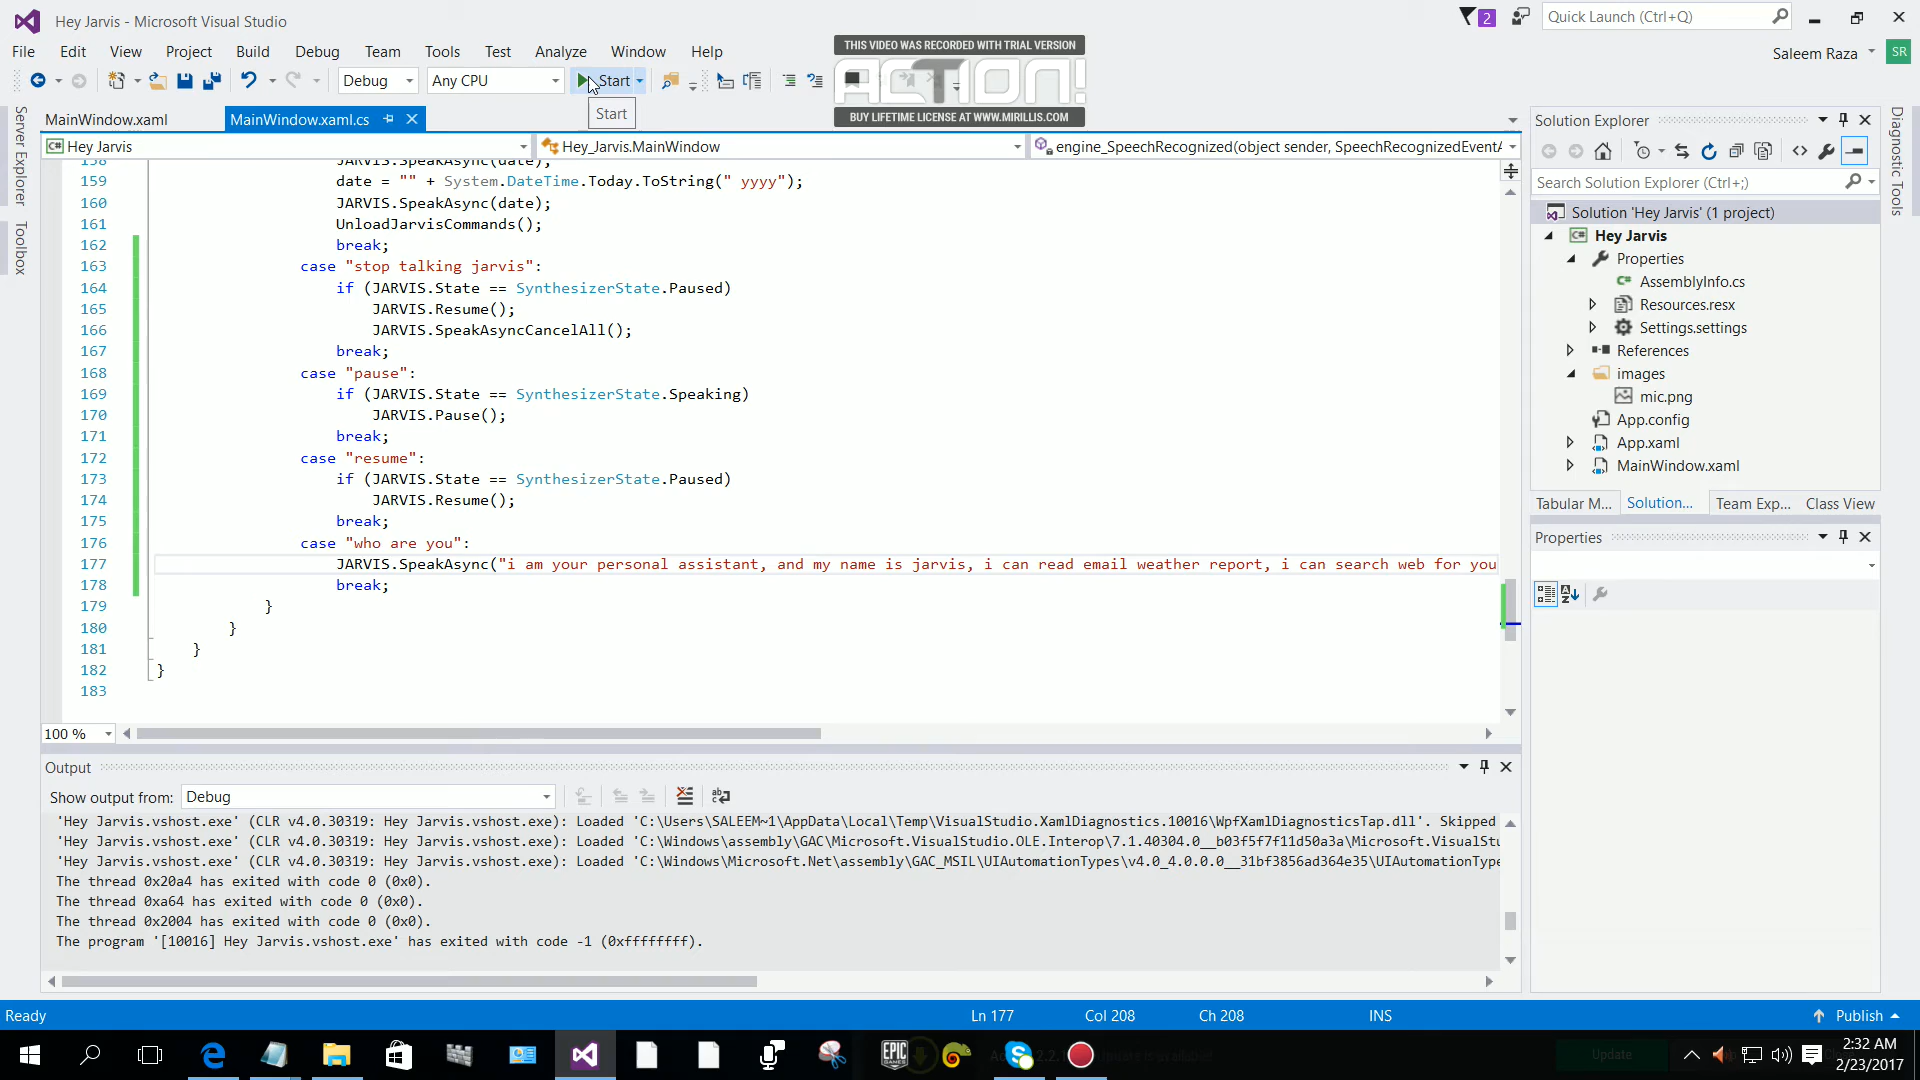 Hey Jarvis - Microsoft Visual Studio
2
Quick Launch (Ctrl+Q)
File Edit View Project Build Debug Team Tools Test Analyze Window Help
Saleem Raza SR
Debug Any CPU Start
Start
THIS VIDEO WAS RECORDED WITH TRIAL VERSION
ACTION!
BUY LIFETIME LICENSE AT WWW.MIRILLIS.COM
Server Explorer
Toolbox
MainWindow.xaml MainWindow.xaml.cs
Hey Jarvis Hey_Jarvis.MainWindow engine_SpeechRecognized(object sender, SpeechRecognizedEventA
158 JARVIS.SpeakAsync(date);
159 date = "" + System.DateTime.Today.ToString(" yyyy");
160 JARVIS.SpeakAsync(date);
161 UnloadJarvisCommands();
162 break;
163 case "stop talking jarvis":
164 if (JARVIS.State == SynthesizerState.Paused)
165 JARVIS.Resume();
166 JARVIS.SpeakAsyncCancelAll();
167 break;
168 case "pause":
169 if (JARVIS.State == SynthesizerState.Speaking)
170 JARVIS.Pause();
171 break;
172 case "resume":
173 if (JARVIS.State == SynthesizerState.Paused)
174 JARVIS.Resume();
175 break;
176 case "who are you":
177 JARVIS.SpeakAsync("i am your personal assistant, and my name is jarvis, i can read email weather report, i can search web for you
178 break;
179 }
180 }
181 }
182 }
183
100 %
Output
Show output from: Debug
'Hey Jarvis.vshost.exe' (CLR v4.0.30319: Hey Jarvis.vshost.exe): Loaded 'C:\Users\SALEEM~1\AppData\Local\Temp\VisualStudio.XamlDiagnostics.10016\WpfXamlDiagnosticsTap.dll'. Skipped
'Hey Jarvis.vshost.exe' (CLR v4.0.30319: Hey Jarvis.vshost.exe): Loaded 'C:\Windows\assembly\GAC\Microsoft.VisualStudio.OLE.Interop\7.1.40304.0__b03f5f7f11d50a3a\Microsoft.VisualStu
'Hey Jarvis.vshost.exe' (CLR v4.0.30319: Hey Jarvis.vshost.exe): Loaded 'C:\Windows\Microsoft.Net\assembly\GAC_MSIL\UIAutomationTypes\v4.0_4.0.0.0__31bf3856ad364e35\UIAutomationType
The thread 0x20a4 has exited with code 0 (0x0).
The thread 0xa64 has exited with code 0 (0x0).
The thread 0x2004 has exited with code 0 (0x0).
The program '[10016] Hey Jarvis.vshost.exe' has exited with code -1 (0xffffffff).
Solution Explorer
Search Solution Explorer (Ctrl+;)
Solution 'Hey Jarvis' (1 project)
Hey Jarvis
Properties
AssemblyInfo.cs
Resources.resx
Settings.settings
References
images
mic.png
App.config
App.xaml
MainWindow.xaml
Tabular M... Solution... Team Exp... Class View
Properties
Diagnostic Tools
Ready Ln 177 Col 208 Ch 208 INS Publish
EPIC GAMES
Update
2:32 AM
2/23/2017